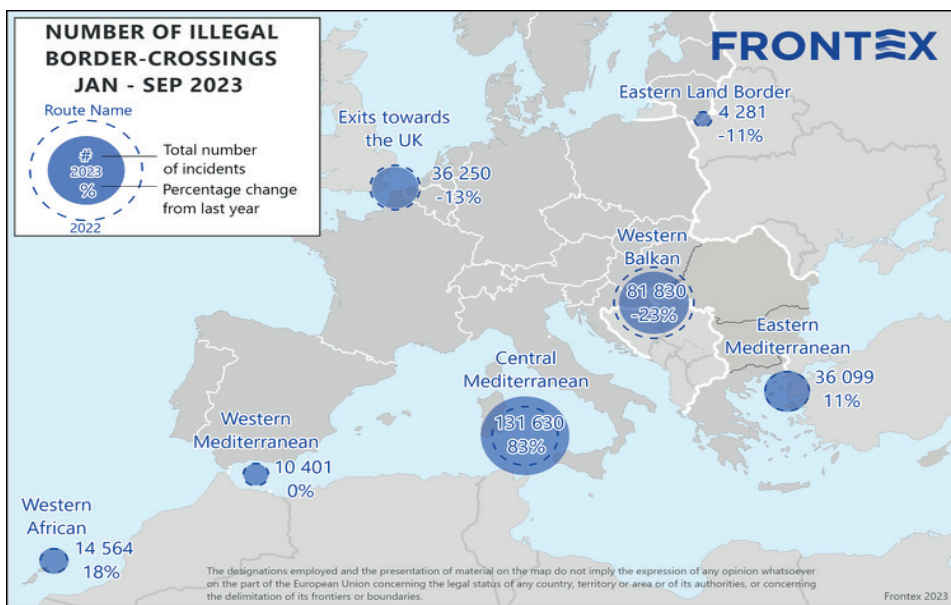 NUMBER OF ILLEGAL
BORDER-CROSSINGS
JAN - SEP 2023
Route Name
#
2023
%
Total number
of incidents
Percentage change
from last year
2022
FRONTEX
Eastern Land Border
4 281
-11%
Exits towards
the UK
36 250
-13%
Western
Balkan
81 830
-23%
Eastern
Mediterranean
36 099
11%
Central
Mediterranean
131 630
83%
Western
Mediterranean
10 401
0%
Western
African
14 564
18%
The designations employed and the presentation of material on the map do not imply the expression of any opinion whatsoever
on the part of the European Union concerning the legal status of any country, territory or area or of its authorities, or concerning
the delimitation of its frontiers or boundaries.
Frontex 2023